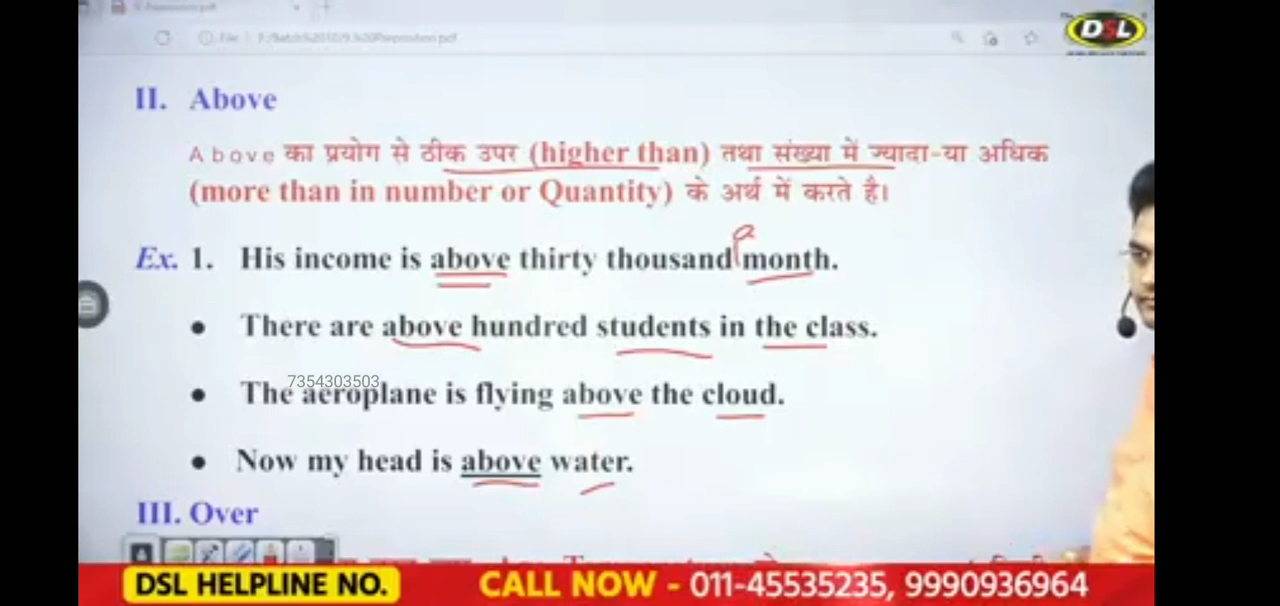 DSL
II. Above
Above का प्रयोग से ठीक उपर (higher than) तथा संख्या में ज्यादा-या अधिक
(more than in number or Quantity) के अर्थ में करते है।
a
Ex. 1. His income is above thirty thousand month.
• There are above hundred students in the class.
7354303503
• The aeroplane is flying above the cloud.
• Now my head is above water.
III. Over
DSL HELPLINE NO. CALL NOW - 011-45535235, 9990936964